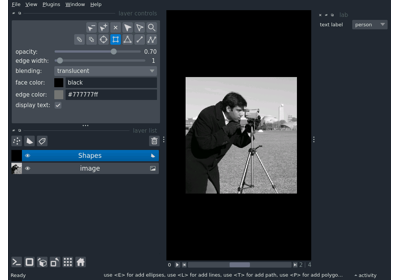 File View Plugins Window Help
layer controls
opacity: 0.70
edge width: 1
blending: translucent
face color: black
edge color: #777777ff
display text:
layer list
Shapes
image
text label person
0
2 4
Ready
use <E> for add ellipses, use <L> for add lines, use <T> for add path, use <P> for add polygo...
activity